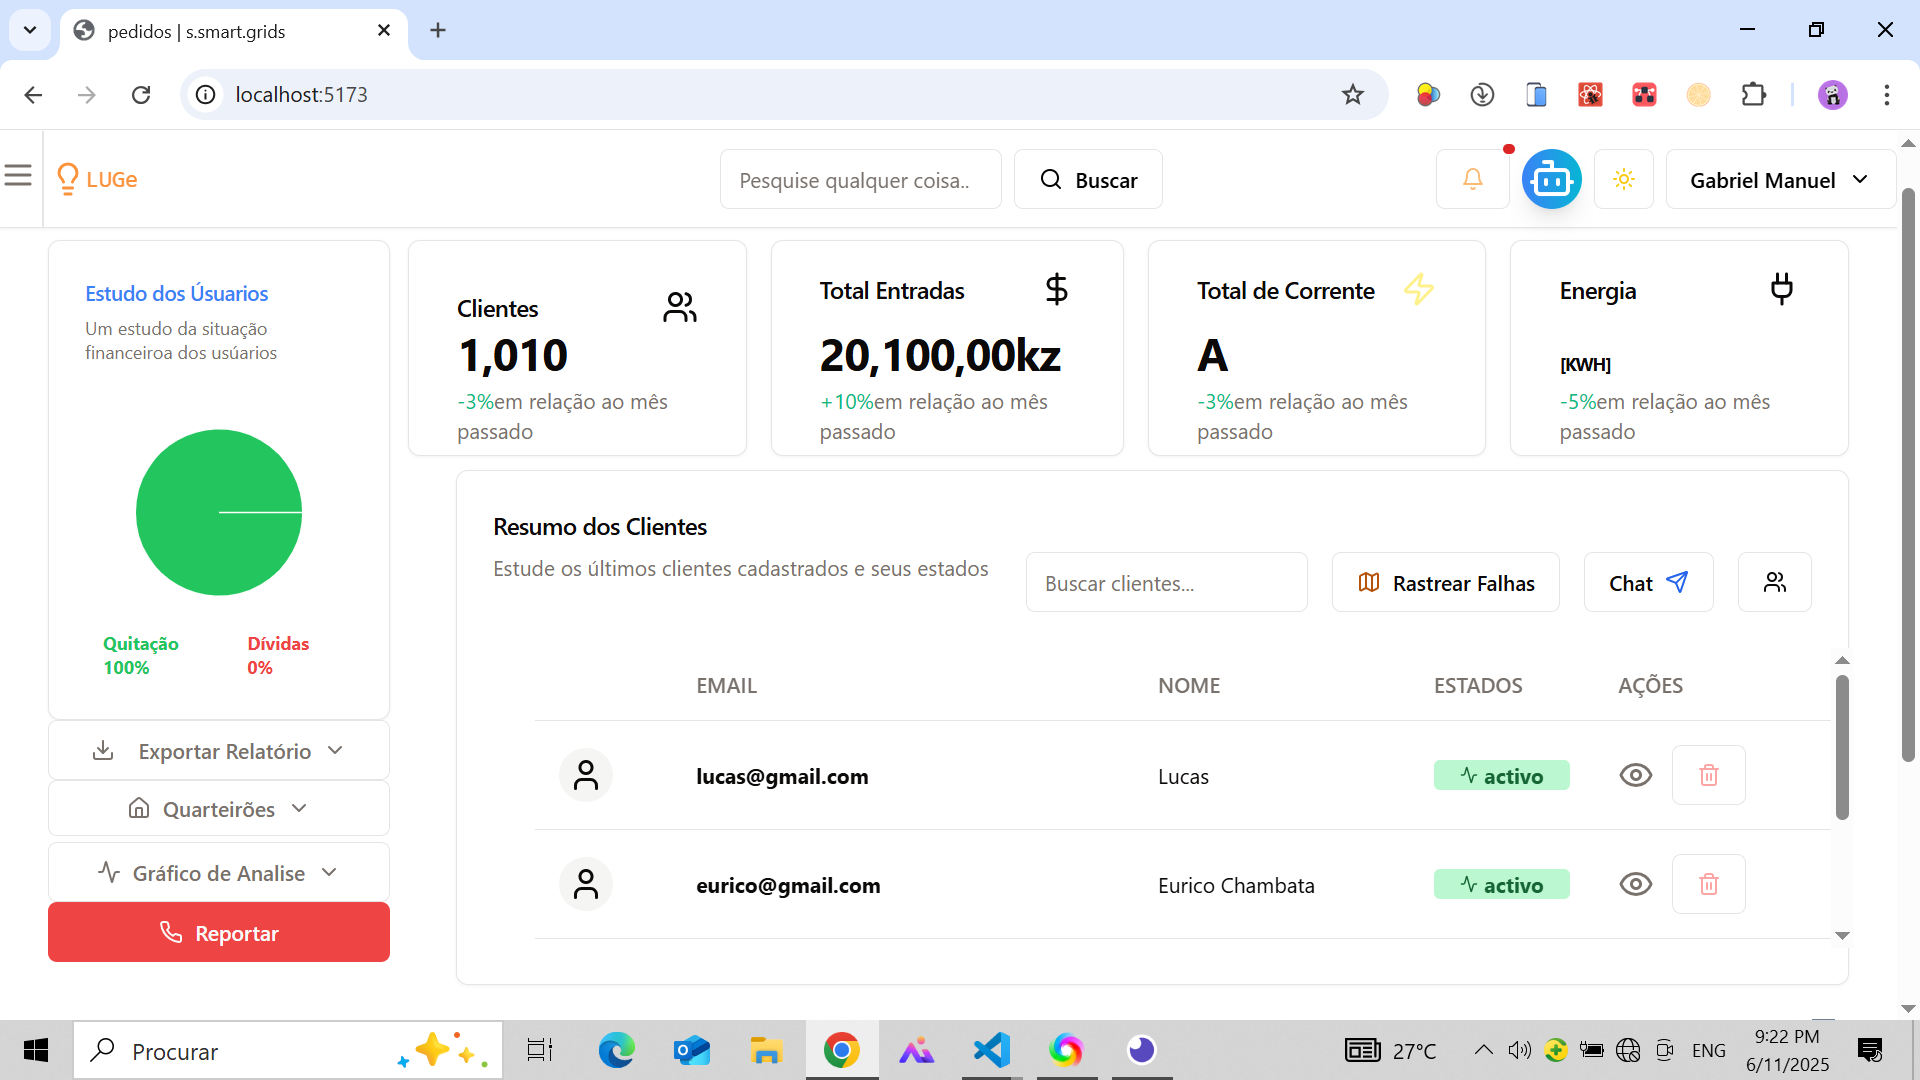 pedidos | s.smart.grids
localhost:5173
LUGe
Pesquise qualquer coisa..
Buscar
Gabriel Manuel
Estudo dos Úsuarios
Um estudo da situação
financeiroa dos usúarios
Quitação
100%
Dívidas
0%
Exportar Relatório
Quarteirões
Gráfico de Analise
Reportar
Clientes
1,010
-3%em relação ao mês
passado
Total Entradas
20,100,00kz
+10%em relação ao mês
passado
Total de Corrente
A
-3%em relação ao mês
passado
Energia
[KWH]
-5%em relação ao mês
passado
Resumo dos Clientes
Estude os últimos clientes cadastrados e seus estados
Buscar clientes...
Rastrear Falhas
Chat
EMAIL NOME ESTADOS AÇÕES
lucas@gmail.com Lucas activo
eurico@gmail.com Eurico Chambata activo
Procurar
27°C
ENG
9:22 PM
6/11/2025